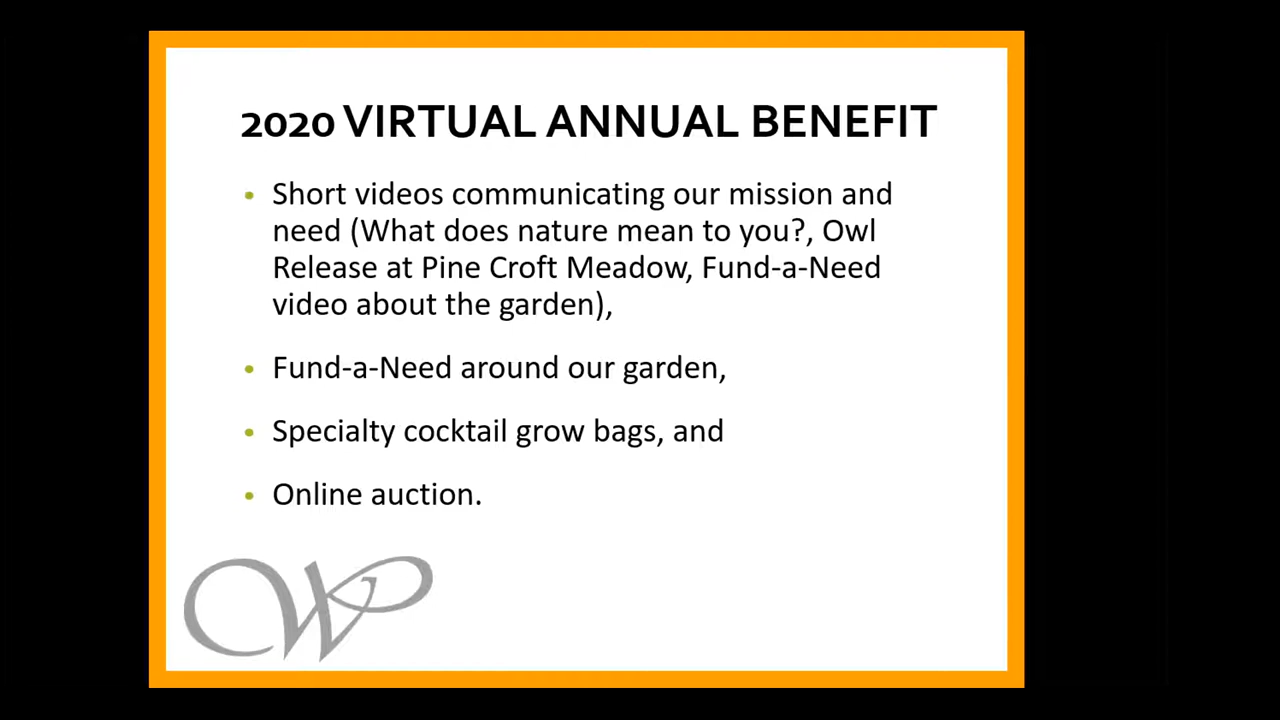 2020 VIRTUAL ANNUAL BENEFIT
• Short videos communicating our mission and
need (What does nature mean to you?, Owl
Release at Pine Croft Meadow, Fund-a-Need
video about the garden),
• Fund-a-Need around our garden,
• Specialty cocktail grow bags, and
• Online auction.
W